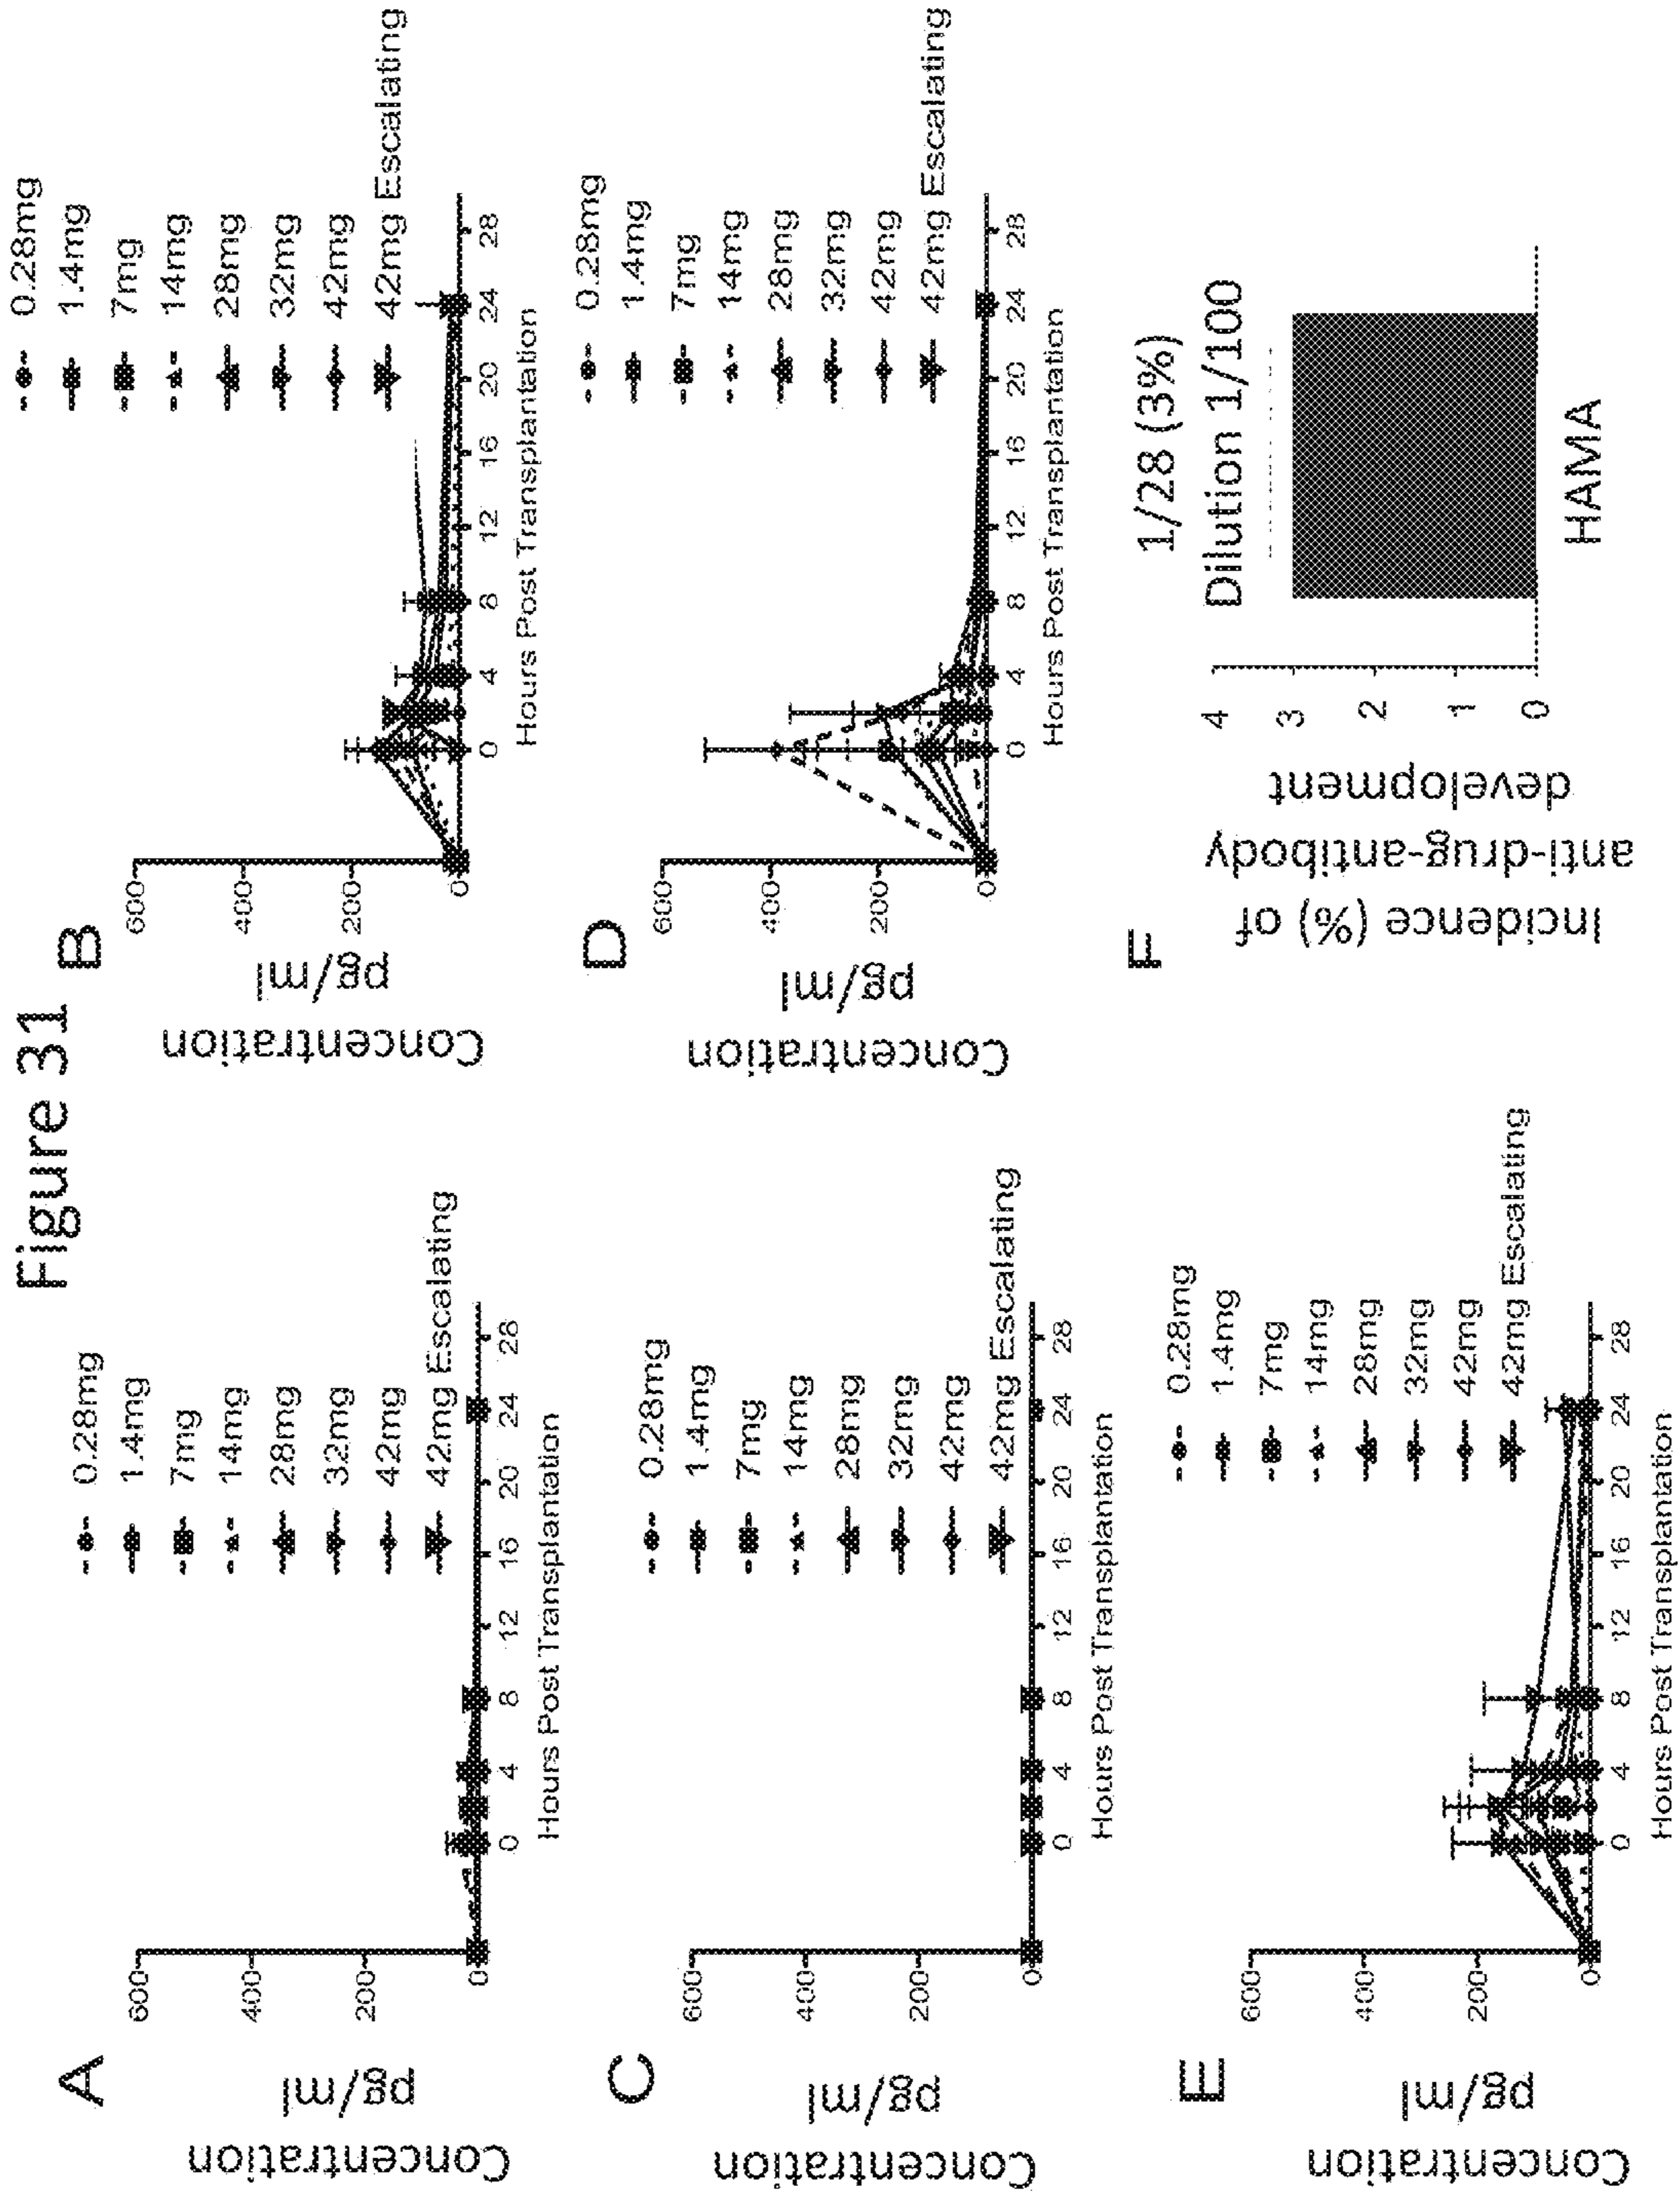 Figure 31
A
Concentration
pg/ml
600
400
200
0
0 4 8 12 16 20 24 28
Hours Post Transplantation
0.28mg
1.4mg
7mg
14mg
28mg
32mg
42mg
42mg Escalating
B
Concentration
pg/ml
600
400
200
0
0 4 8 12 16 20 24 28
Hours Post Transplantation
0.28mg
1.4mg
7mg
14mg
28mg
32mg
42mg
42mg Escalating
C
Concentration
pg/ml
600
400
200
0
0 4 8 12 16 20 24 28
Hours Post Transplantation
0.28mg
1.4mg
7mg
14mg
28mg
32mg
42mg
42mg Escalating
D
Concentration
pg/ml
600
400
200
0
0 4 8 12 16 20 24 28
Hours Post Transplantation
0.28mg
1.4mg
7mg
14mg
28mg
32mg
42mg
42mg Escalating
E
Concentration
pg/ml
600
400
200
0
0 4 8 12 16 20 24 28
Hours Post Transplantation
0.28mg
1.4mg
7mg
14mg
28mg
32mg
42mg
42mg Escalating
F
Incidence (%) of
anti-drug-antibody
development
4
3
2
1
0
1/28 (3%)
Dilution 1/100
HAMA